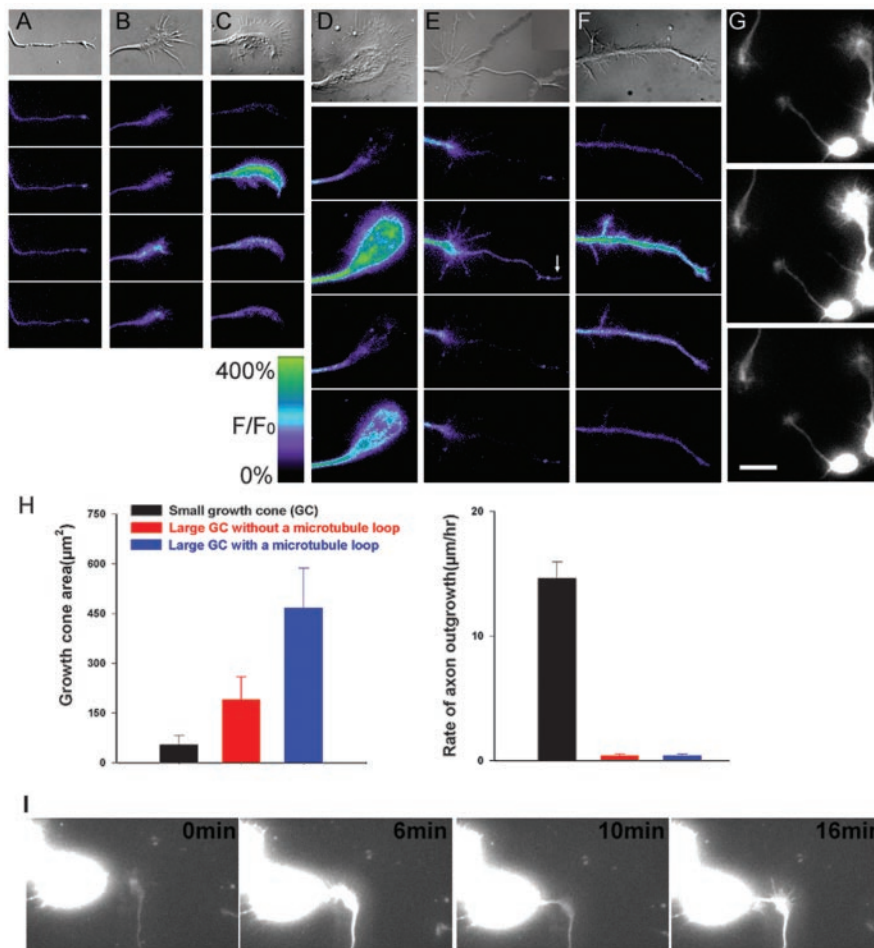 A
B
C
D
E
F
G
400%
F/F0
0%
H
Small growth cone (GC)
Large GC without a microtubule loop
Large GC with a microtubule loop
Growth cone area(μm²)
750
600
450
300
150
0
Rate of axon outgrowth(μm/hr)
20
10
0
I
0min
6min
10min
16min